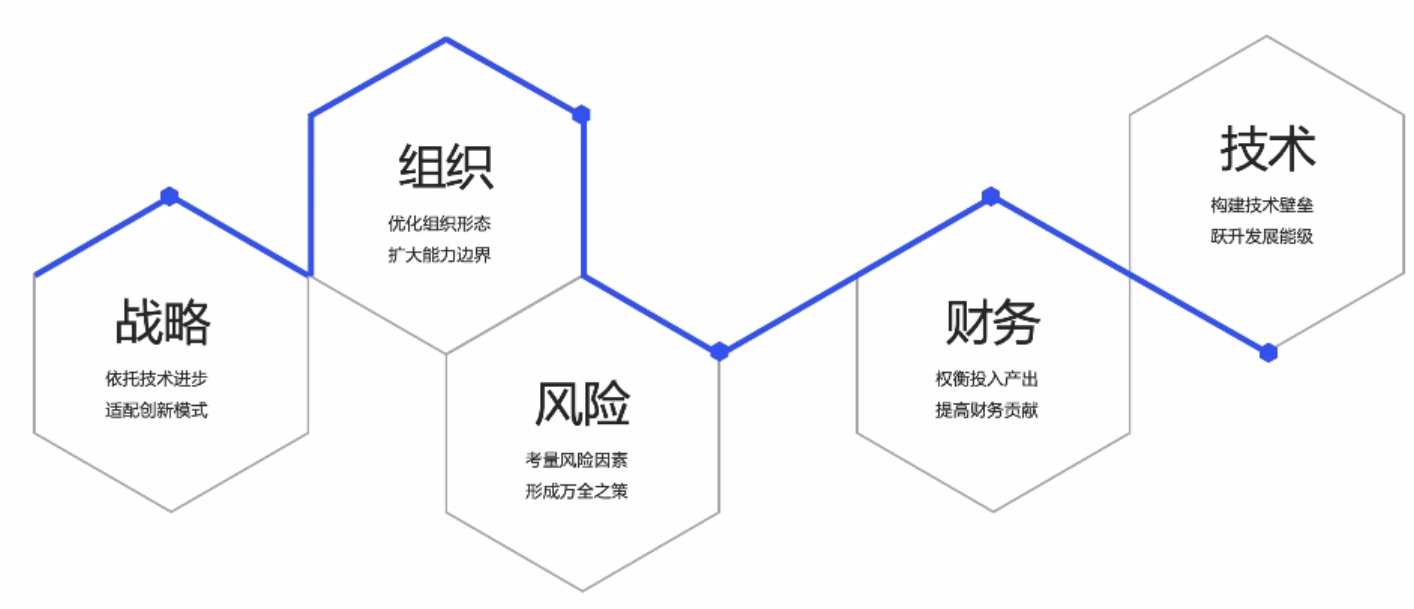 战略
依托技术进步
适配创新模式
组织
优化组织形态
扩大能力边界
风险
考量风险因素
形成万全之策
财务
权衡投入产出
提高财务贡献
技术
构建技术壁垒
跃升发展能级